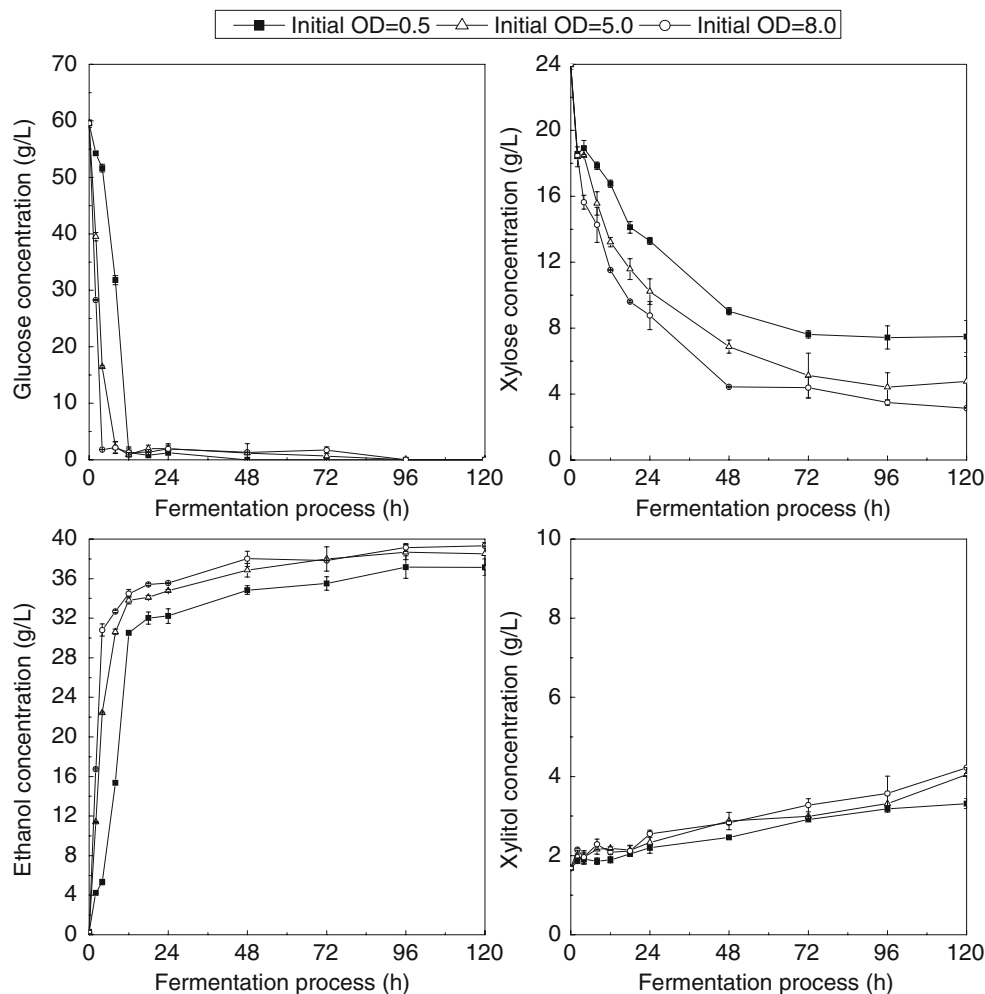 Initial OD=0.5 Initial OD=5.0 Initial OD=8.0
Glucose concentration (g/L)
70
60
50
40
30
20
10
0
0 24 48 72 96 120
Fermentation process (h)
Xylose concentration (g/L)
24
20
16
12
8
4
0
0 24 48 72 96 120
Fermentation process (h)
Ethanol concentration (g/L)
40
36
32
28
24
20
16
12
8
4
0
0 24 48 72 96 120
Fermentation process (h)
Xylitol concentration (g/L)
10
8
6
4
2
0
0 24 48 72 96 120
Fermentation process (h)